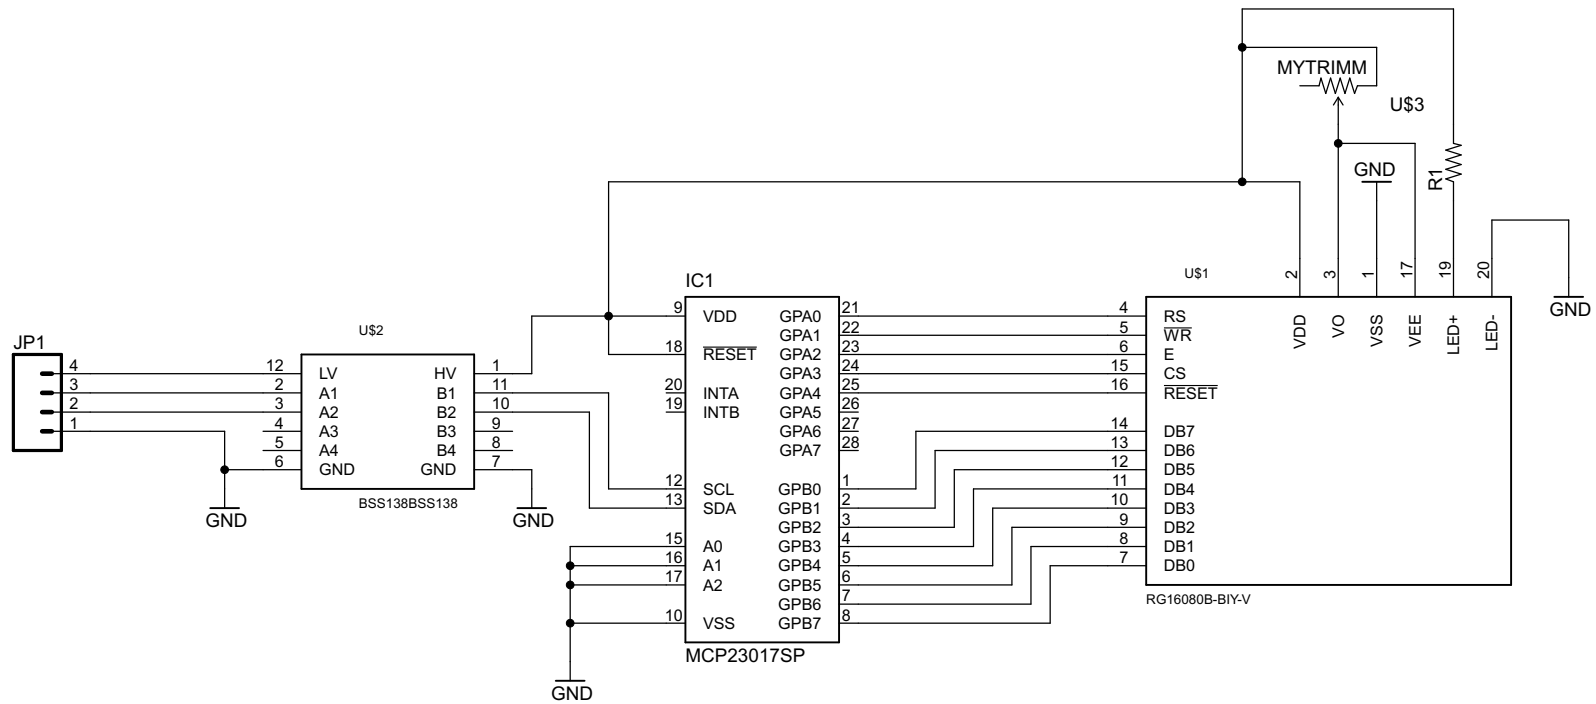 MYTRIMM
U$3
GND
R1
IC1
U$1
2
3
1
17
19
20
GND
JP1
U$2
4 12 LV HV 1
3 2 A1 B1 11
2 3 A2 B2 10
1 4 A3 B3 9
5 A4 B4 8
6 GND GND 7
GND
BSS138BSS138
GND
9 VDD GPA0 21
GPA1 22
18 RESET GPA2 23
GPA3 24
20 INTA GPA4 25
19 INTB GPA5 26
GPA6 27
GPA7 28
12 SCL GPB0 1
13 SDA GPB1 2
GPB2 3
15 A0 GPB3 4
16 A1 GPB4 5
17 A2 GPB5 6
GPB6 7
10 VSS GPB7 8
MCP23017SP
GND
4 RS
5 WR
6 E
15 CS
16 RESET
14 DB7
13 DB6
12 DB5
11 DB4
10 DB3
9 DB2
8 DB1
7 DB0
VDD
VO
VSS
VEE
LED+
LED-
RG16080B-BIY-V